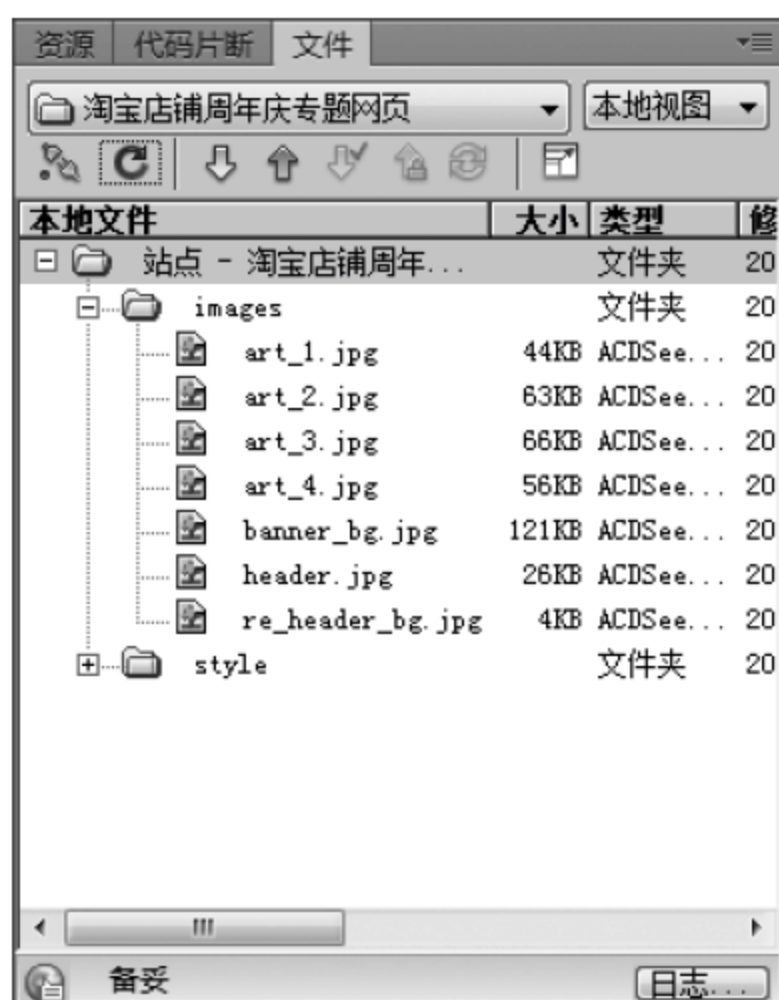 资源 代码片断 文件
淘宝店铺周年庆专题网页 本地视图
本地文件 大小 类型 修
站点 - 淘宝店铺周年... 文件夹 20
images 文件夹 20
art_1.jpg 44KB ACDSee... 20
art_2.jpg 63KB ACDSee... 20
art_3.jpg 66KB ACDSee... 20
art_4.jpg 56KB ACDSee... 20
banner_bg.jpg 121KB ACDSee... 20
header.jpg 26KB ACDSee... 20
re_header_bg.jpg 4KB ACDSee... 20
style 文件夹 20
备妥 日志...